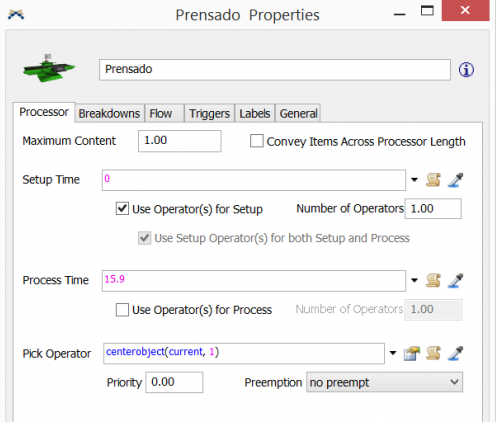 Prensado Properties
Prensado
Processor Breakdowns Flow Triggers Labels General
Maximum Content 1.00 Convey Items Across Processor Length
Setup Time 0
Use Operator(s) for Setup Number of Operators 1.00
Use Setup Operator(s) for both Setup and Process
Process Time 15.9
Use Operator(s) for Process Number of Operators 1.00
Pick Operator centerobject(current, 1)
Priority 0.00 Preemption no preempt